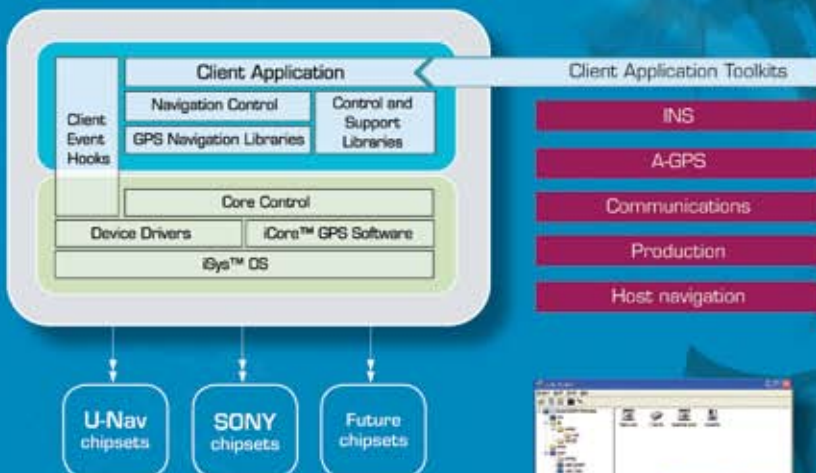 Client Application
Navigation Control
GPS Navigation Libraries
Control and
Support
Libraries
Client
Event
Hooks
Core Control
Device Drivers
iCore™ GPS Software
iSys™ OS
Client Application Toolkits
INS
A-GPS
Communications
Production
Host navigation
U-Nav
chipsets
SONY
chipsets
Future
chipsets